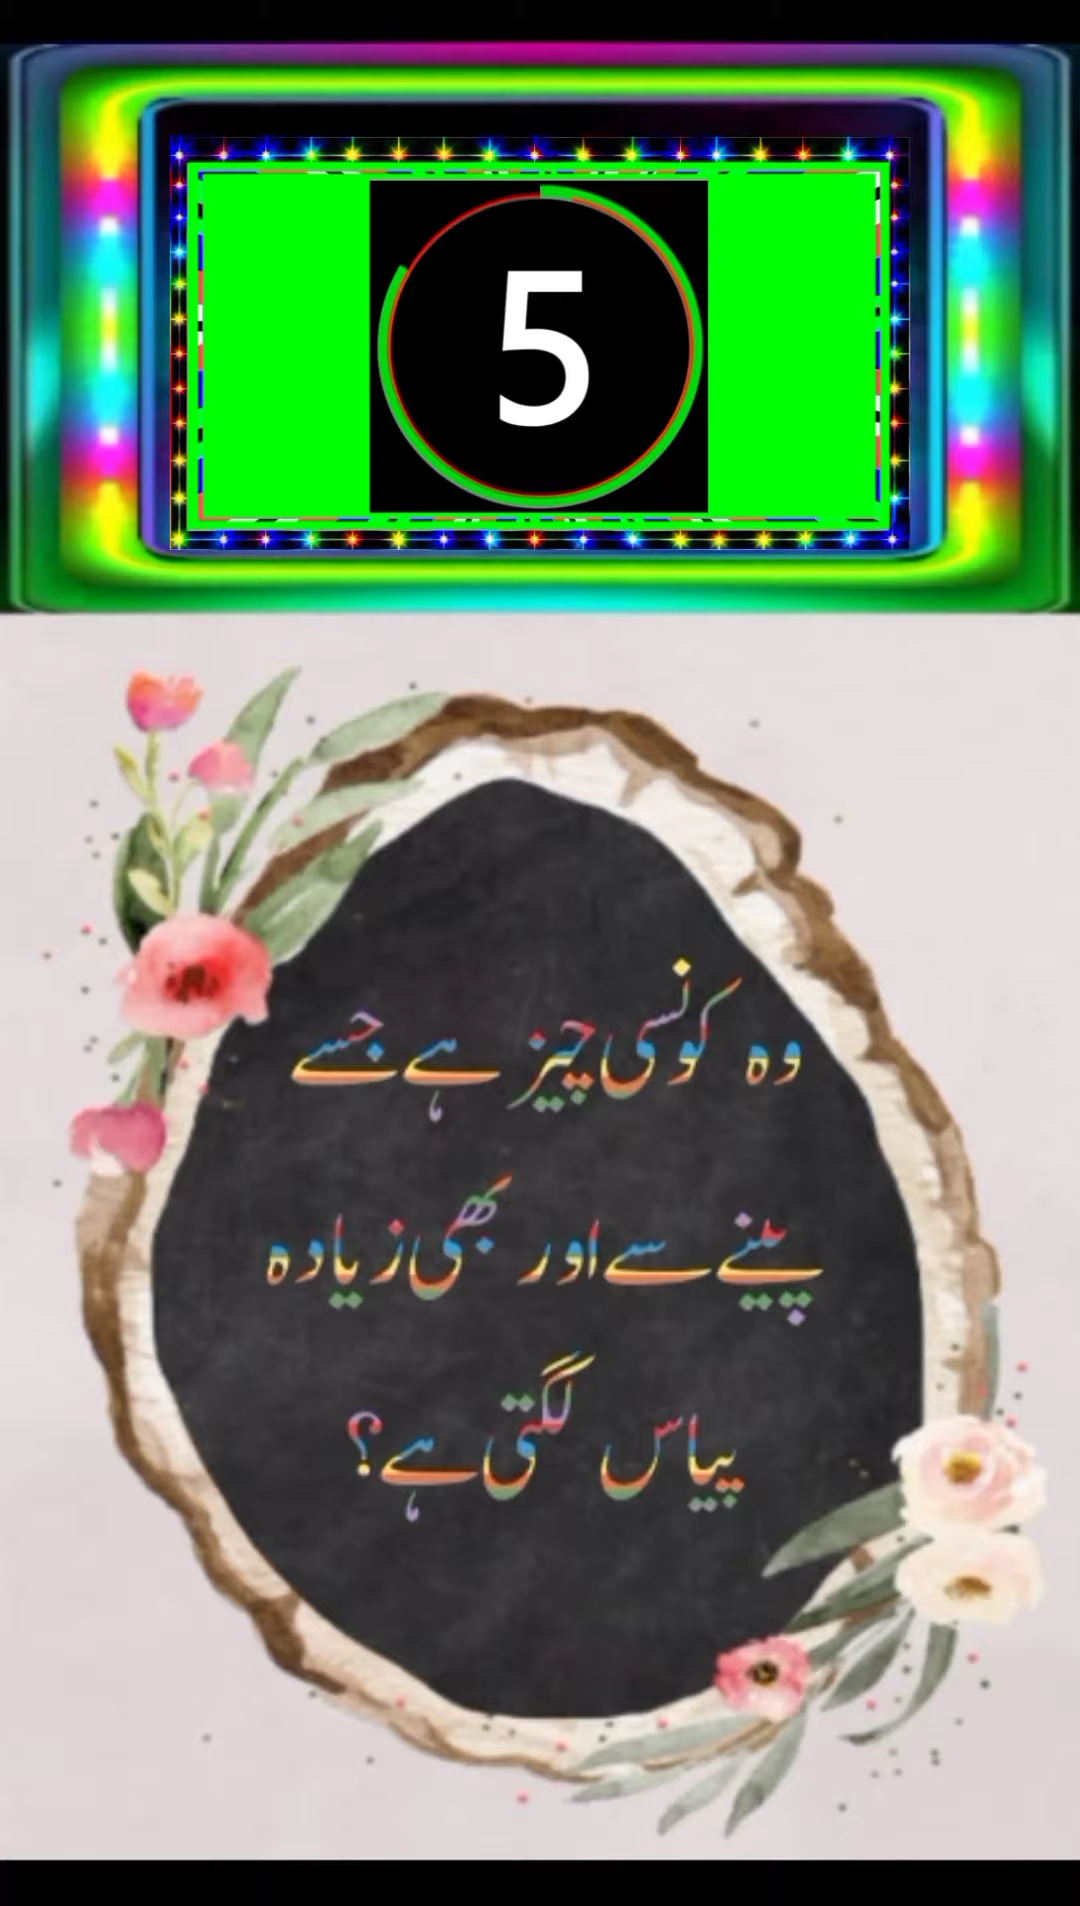 5
وہ کونسی چیز ہے جسے
پینے سے اور بھی زیادہ
پیاس لگتی ہے؟